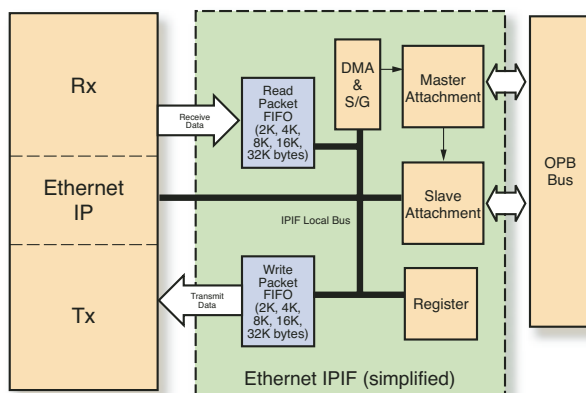 Rx
Ethernet
IP
Tx
Receive
Data
Read
Packet
FIFO
(2K, 4K,
8K, 16K,
32K bytes)
DMA
&
S/G
Master
Attachment
Slave
Attachment
OPB
Bus
IPIF Local Bus
Transmit
Data
Write
Packet
FIFO
(2K, 4K,
8K, 16K,
32K bytes)
Register
Ethernet IPIF (simplified)